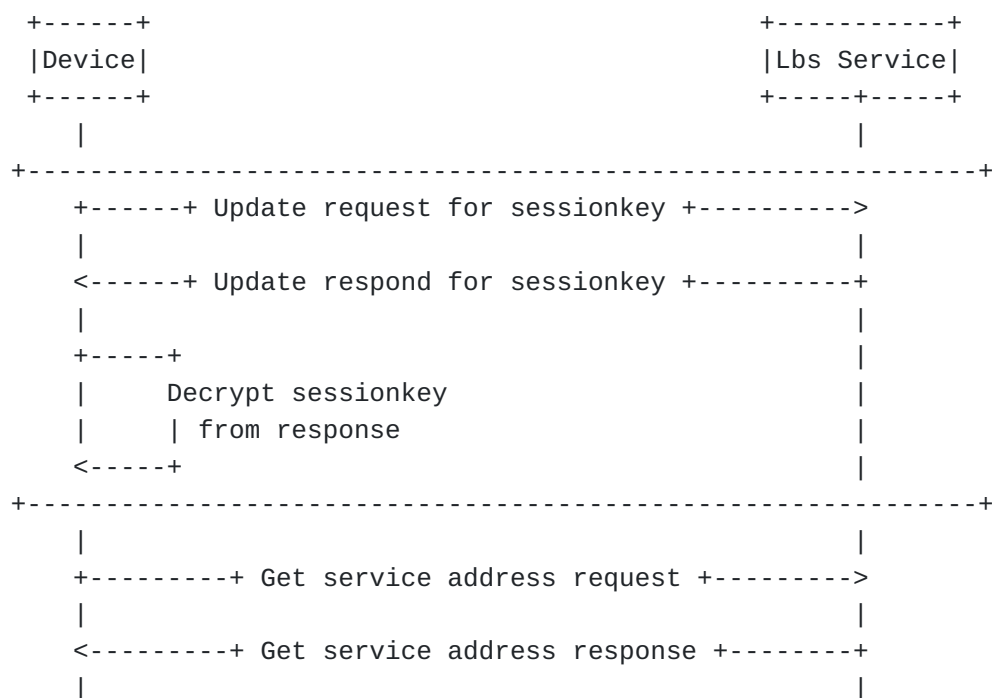 +------+                                       +-----------+
|Device|                                       |Lbs Service|
+------+                                       +-----+-----+
   |                                                 |
+-------------------------------------------------------------+
    +------+ Update request for sessionkey +---------->
    |                                                 |
    <------+ Update respond for sessionkey +----------+
    |                                                 |
    +-----+                                           |
    |     Decrypt sessionkey                          |
    |     | from response                             |
    <-----+                                           |
+-------------------------------------------------------------+
    |                                                 |
    +---------+ Get service address request +--------->
    |                                                 |
    <---------+ Get service address response +--------+
    |                                                 |